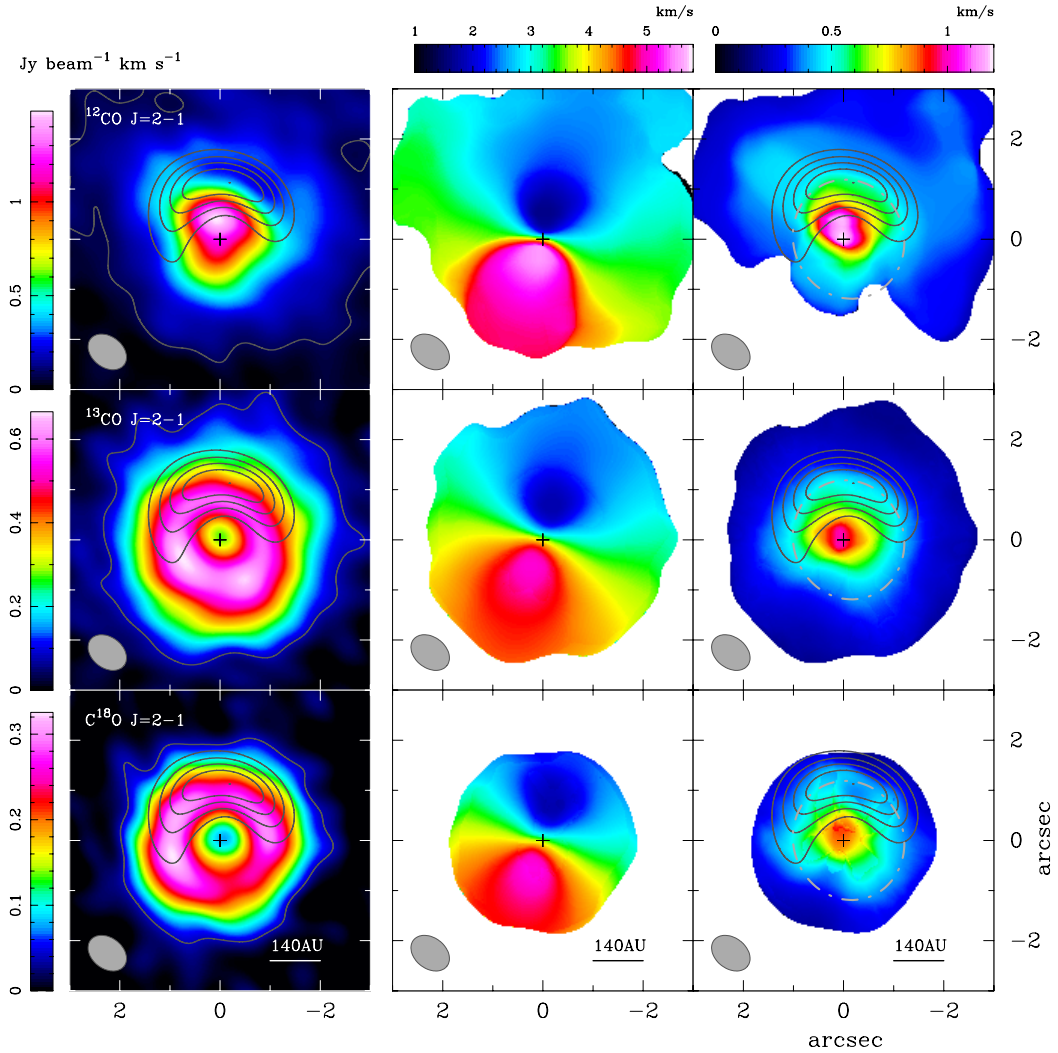 km/s km/s
1 2 3 4 5 0 0.5 1
Jy beam⁻¹ km s⁻¹
¹²CO J=2−1
0 0.5 1
2 0 −2
¹³CO J=2−1
0 0.2 0.4 0.6
2 0 −2
C¹⁸O J=2−1
0 0.1 0.2 0.3
2 0 −2
arcsec
140AU 140AU 140AU
2 0 −2 2 0 −2 2 0 −2
arcsec